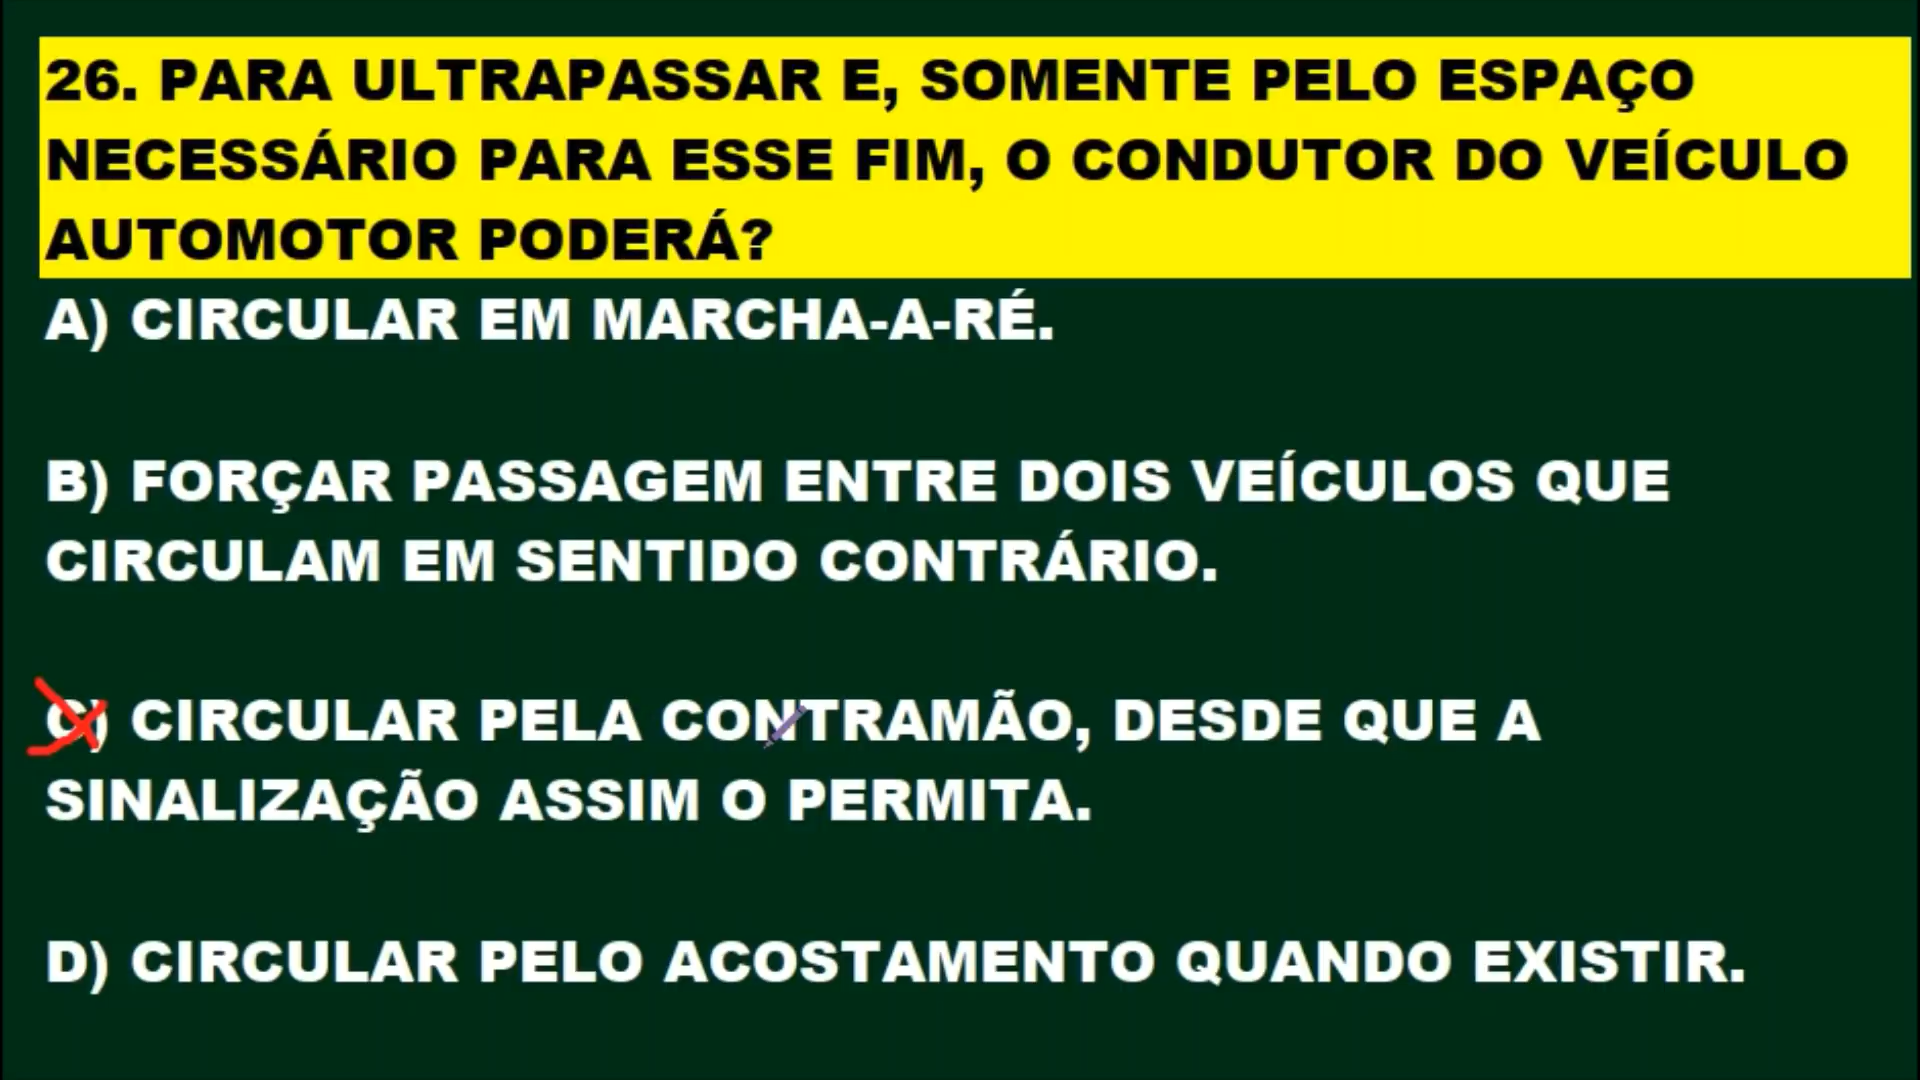 26. PARA ULTRAPASSAR E, SOMENTE PELO ESPAÇO
NECESSÁRIO PARA ESSE FIM, O CONDUTOR DO VEÍCULO
AUTOMOTOR PODERÁ?
A) CIRCULAR EM MARCHA-A-RÉ.
B) FORÇAR PASSAGEM ENTRE DOIS VEÍCULOS QUE
CIRCULAM EM SENTIDO CONTRÁRIO.
C) CIRCULAR PELA CONTRAMÃO, DESDE QUE A
SINALIZAÇÃO ASSIM O PERMITA.
D) CIRCULAR PELO ACOSTAMENTO QUANDO EXISTIR.